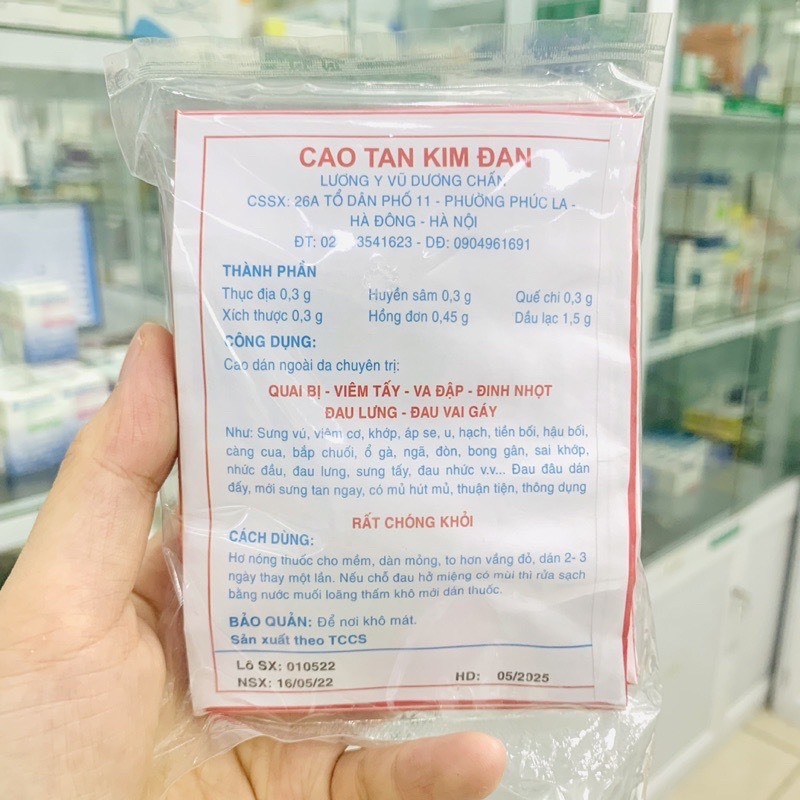 CAO TAN KIM ĐAN
LƯƠNG Y VŨ DƯƠNG CHẤN
CSSX: 26A TỔ DÂN PHỐ 11 - PHƯỜNG PHÚC LA -
HÀ ĐÔNG - HÀ NỘI
ĐT: 02 3541623 - DĐ: 0904961691
THÀNH PHẦN
Thục địa 0,3 g Huyền sâm 0,3 g Quế chi 0,3 g
Xích thược 0,3 g Hồng đơn 0,45 g Dầu lạc 1,5 g
CÔNG DỤNG:
Cao dán ngoài da chuyên trị:
QUAI BỊ - VIÊM TẤY - VA ĐẬP - ĐINH NHỌT
ĐAU LƯNG - ĐAU VAI GÁY
Như: Sưng vú, viêm cơ, khớp, áp se, u, hạch, tiền bối, hậu bối,
càng cua, bắp chuối, ổ gà, ngã, đòn, bong gân, sai khớp,
nhức đầu, đau lưng, sưng tấy, đau nhức v.v... Đau đâu dán
đấy, mới sưng tan ngay, có mủ hút mủ, thuận tiện, thông dụng
RẤT CHÓNG KHỎI
CÁCH DÙNG:
Hơ nóng thuốc cho mềm, dàn mỏng, to hơn vầng đỏ, dán 2- 3
ngày thay một lần. Nếu chỗ đau hở miệng có mùi thì rửa sạch
bằng nước muối loãng thấm khô mới dán thuốc.
BẢO QUẢN: Để nơi khô mát.
Sản xuất theo TCCS
Lô SX: 010522
NSX: 16/05/22 HD: 05/2025